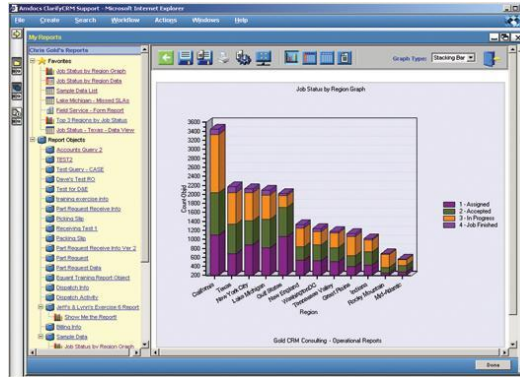 Amdocs ClarifyCRM Support - Microsoft Internet Explorer
File Create Search Workflow Actions Windows Help
My Reports
Chris Gold's Reports
Favorites
Job Status by Region Graph
Job Status by Region Data
Sample Data List
Lake Michigan - Missed SLAs
Field Service - Form Report
Top 3 Regions by Job Status
Job Status - Texas - Data View
Report Objects
Accounts Query 2
TEST2
Test Query - CASE
Dave's Test RO
Test for D&E
training exercise info
Part Request Receive Info
Picking Slip
Receiving Test 1
Packing Slip
Part Request Receive Info Ver 2
Part Request
Part Request Data
Equant Training Report Object
Dispatch Info
Dispatch Activity
Jeff's & Lynn's Exercise 6 Report
Show Me the Report
Billing Info
Sample Data
Job Status by Region Graph
Graph Type: Stacking Bar
Job Status by Region Graph
Count Objid
3600
3400
3200
3000
2800
2600
2400
2200
2000
1800
1600
1400
1200
1000
800
600
400
200
California
Texas
New York City
Lake Michigan
Gulf States
New England
Washington DC
Tennessee Valley
Great Plains
Indiana
Rocky Mountain
Mid-Atlantic
Region
1 - Assigned
2 - Accepted
3 - In Progress
4 - Job Finished
Gold CRM Consulting - Operational Reports
Done